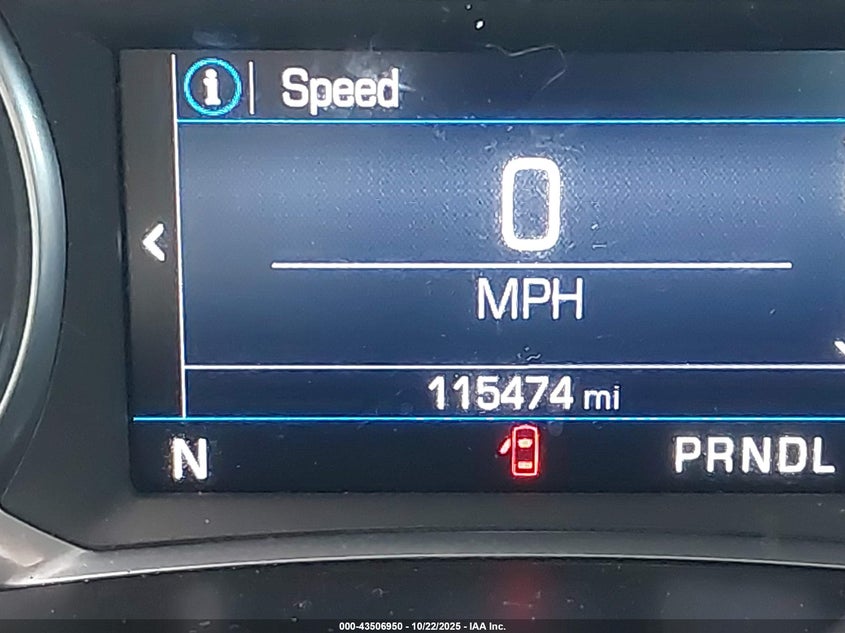 i | Speed
0
MPH
115474 mi
N PRNDL
000-43506950 - 10/22/2025 - IAA Inc.